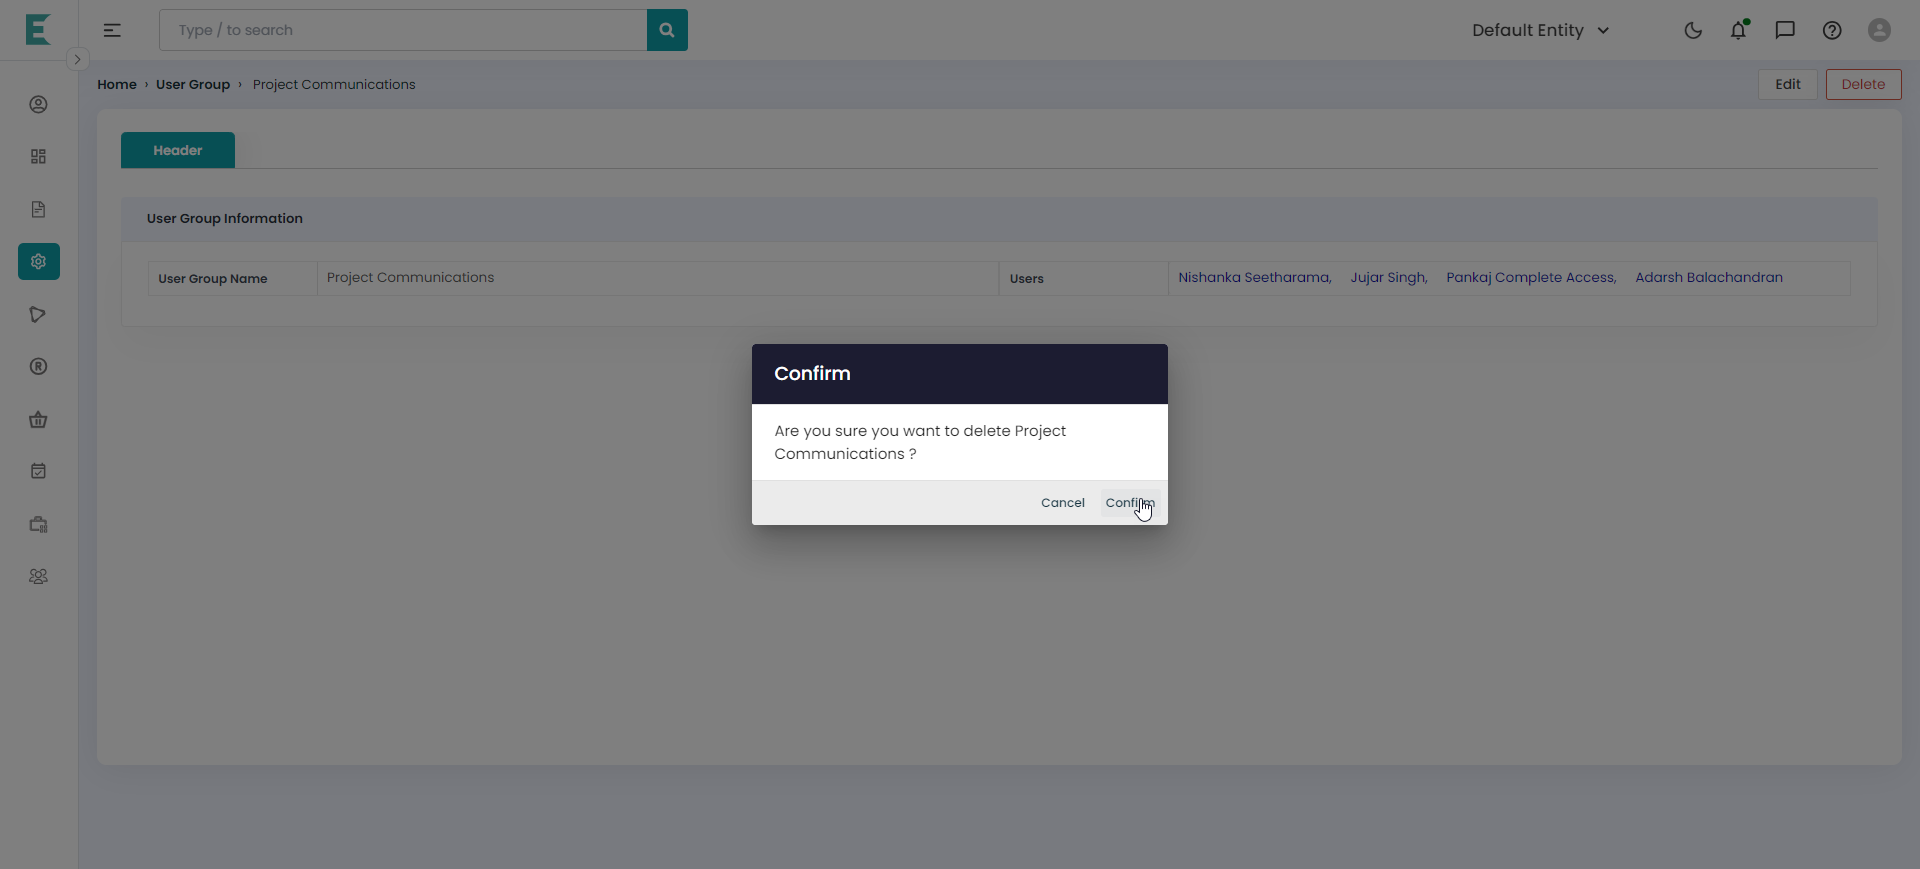 Type / to search
Default Entity
Home › User Group › Project Communications
Edit
Delete
Header
User Group Information
User Group Name
Project Communications
Users
Nishanka Seetharama, Jujar Singh, Pankaj Complete Access, Adarsh Balachandran
Confirm
Are you sure you want to delete Project
Communications ?
Cancel
Confirm